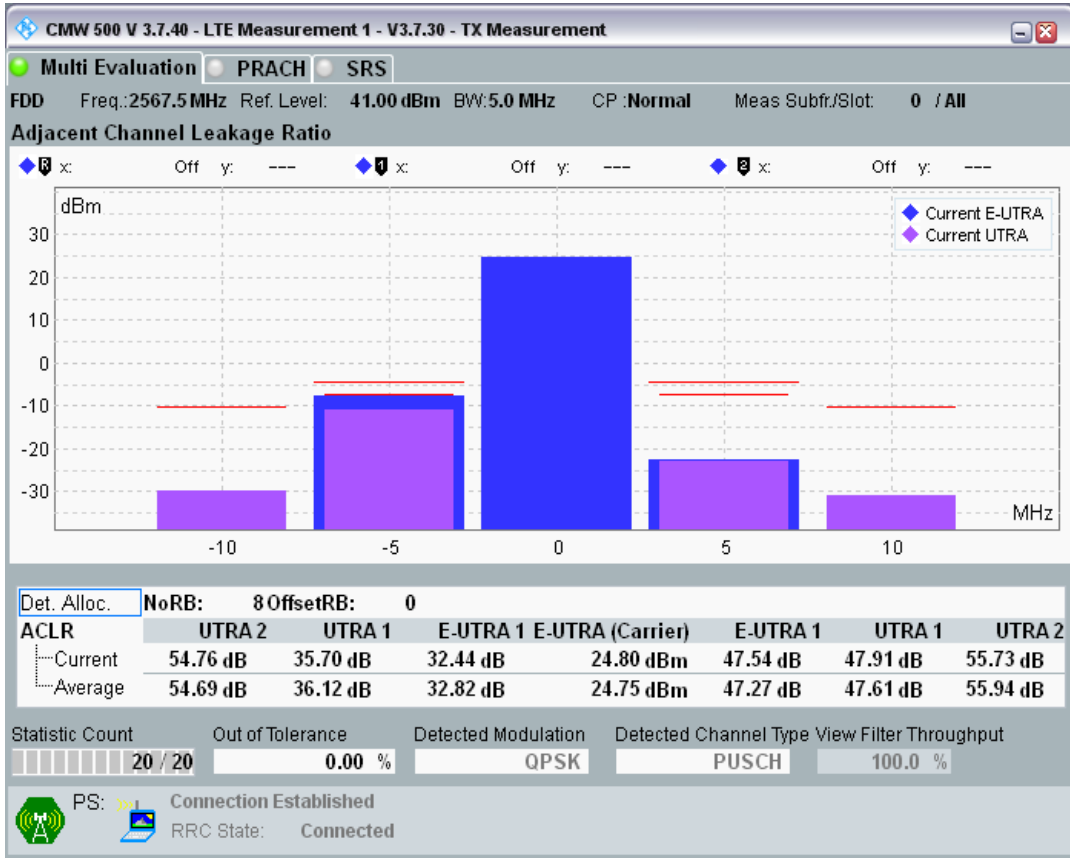 CMW 500 V 3.7.40 - LTE Measurement 1 - V3.7.30 - TX Measurement
Multi Evaluation PRACH SRS
FDD Freq.:2567.5 MHz Ref. Level: 41.00 dBm BW:5.0 MHz CP :Normal Meas Subfr./Slot: 0 / All
Adjacent Channel Leakage Ratio
R x: Off y: --- 1 x: Off y: --- 2 x: Off y: ---
dBm
Current E-UTRA
Current UTRA
30
20
10
0
-10
-20
-30
MHz
-10 -5 0 5 10
Det. Alloc. NoRB: 8 OffsetRB: 0
ACLR UTRA 2 UTRA 1 E-UTRA 1 E-UTRA (Carrier) E-UTRA 1 UTRA 1 UTRA 2
Current 54.76 dB 35.70 dB 32.44 dB 24.80 dBm 47.54 dB 47.91 dB 55.73 dB
Average 54.69 dB 36.12 dB 32.82 dB 24.75 dBm 47.27 dB 47.61 dB 55.94 dB
Statistic Count Out of Tolerance Detected Modulation Detected Channel Type View Filter Throughput
20 / 20 0.00 % QPSK PUSCH 100.0 %
PS: Connection Established
RRC State: Connected